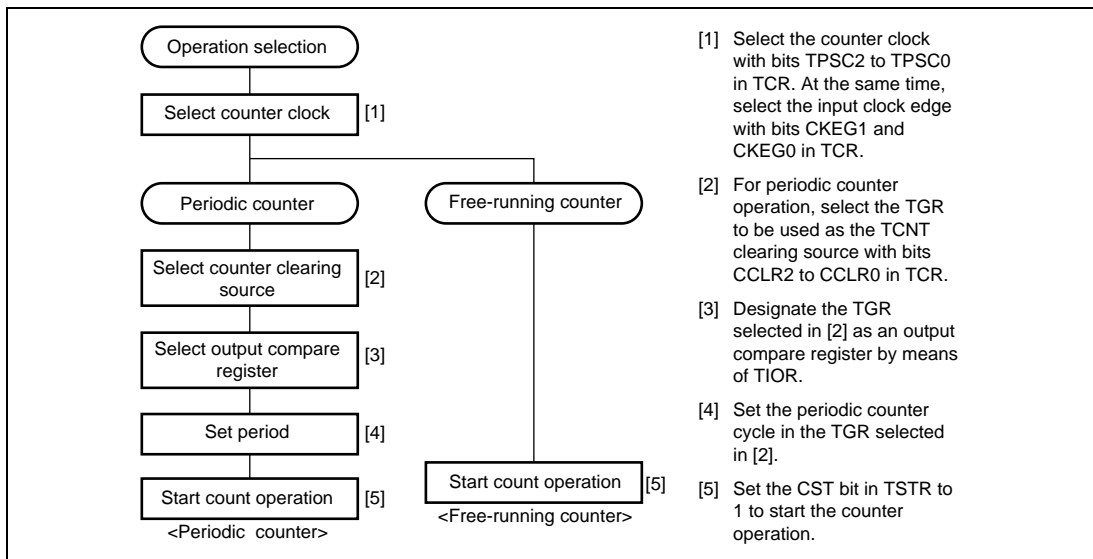 Operation selection
Select counter clock
[1]
Periodic counter
Free-running counter
Select counter clearing
source
[2]
Select output compare
register
[3]
Set period
[4]
Start count operation
[5]
<Periodic counter>
Start count operation
[5]
<Free-running counter>
[1] Select the counter clock
with bits TPSC2 to TPSC0
in TCR. At the same time,
select the input clock edge
with bits CKEG1 and
CKEG0 in TCR.
[2] For periodic counter
operation, select the TGR
to be used as the TCNT
clearing source with bits
CCLR2 to CCLR0 in TCR.
[3] Designate the TGR
selected in [2] as an output
compare register by means
of TIOR.
[4] Set the periodic counter
cycle in the TGR selected
in [2].
[5] Set the CST bit in TSTR to
1 to start the counter
operation.